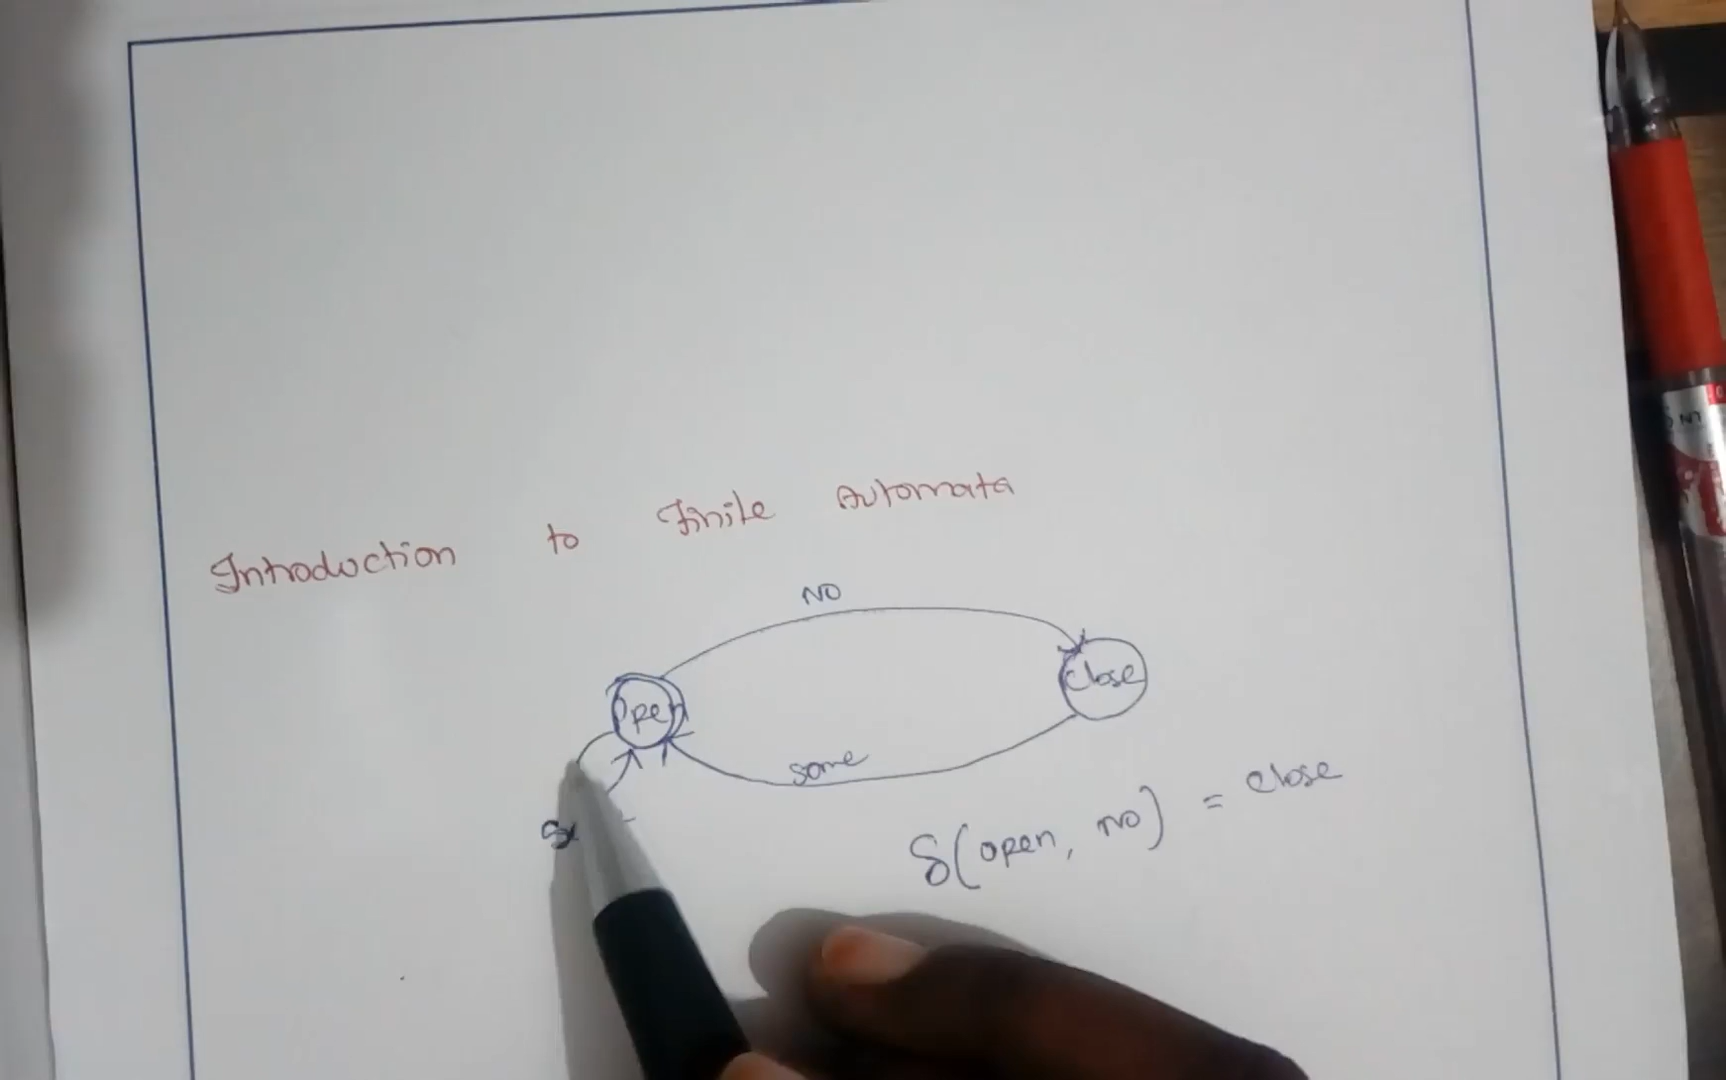 Introduction to Finite Automata
NO
Open
Close
some
δ(open, no) = close